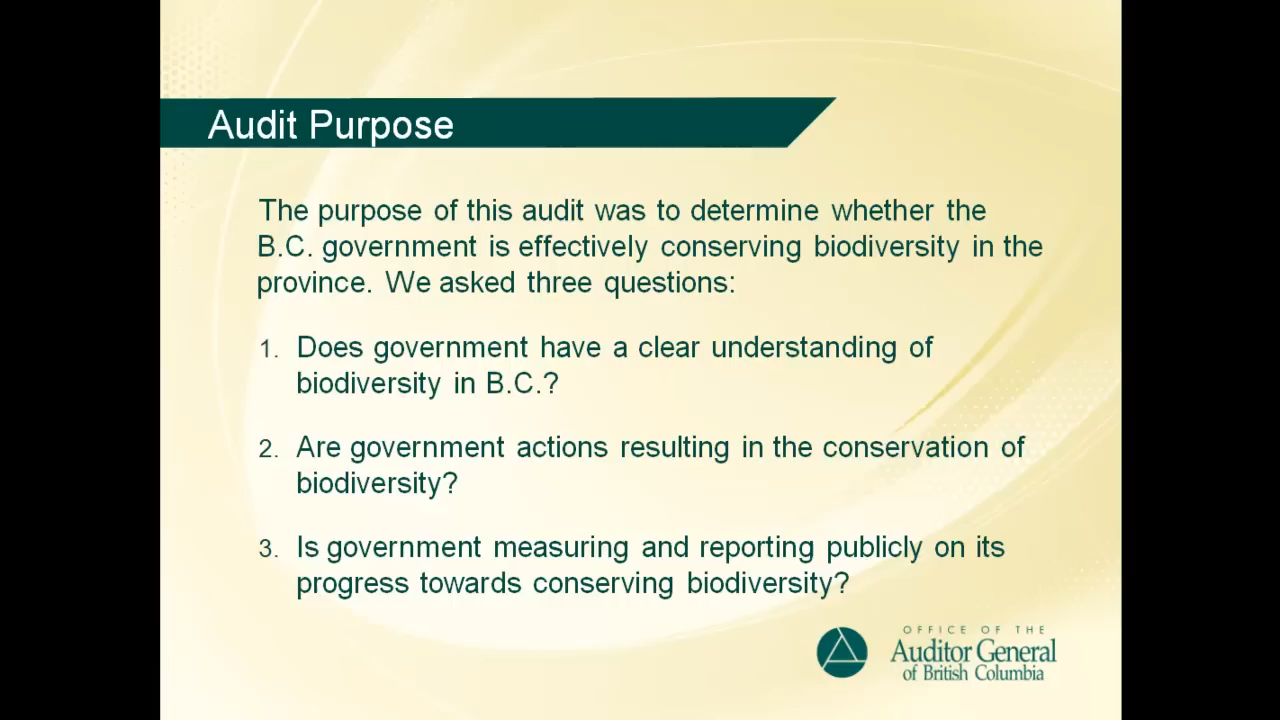 Audit Purpose
The purpose of this audit was to determine whether the
B.C. government is effectively conserving biodiversity in the
province. We asked three questions:
1. Does government have a clear understanding of
biodiversity in B.C.?
2. Are government actions resulting in the conservation of
biodiversity?
3. Is government measuring and reporting publicly on its
progress towards conserving biodiversity?
OFFICE OF THE
Auditor General
of British Columbia